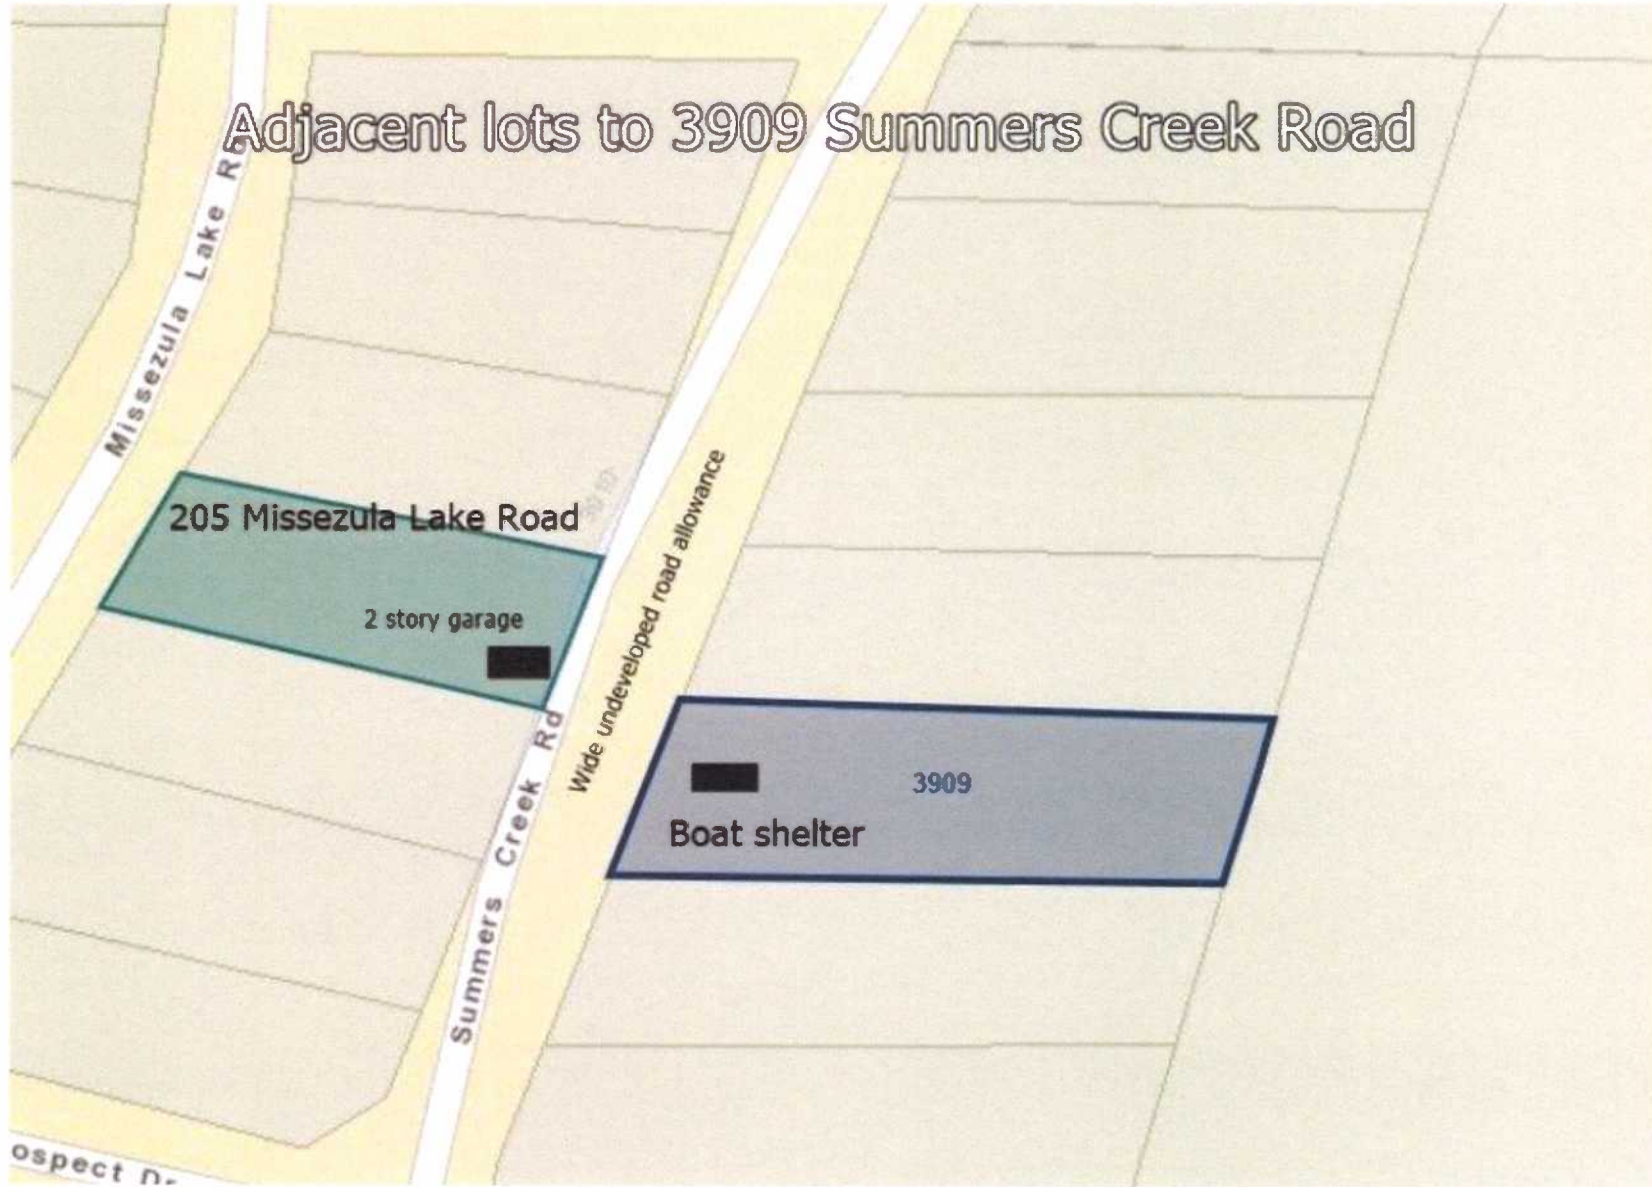 Adjacent lots to 3909 Summers Creek Road
Missezula Lake R
205 Missezula Lake Road
Wide undeveloped road allowance
2 story garage
Summers Creek Rd
3909
Boat shelter
ospect Dr